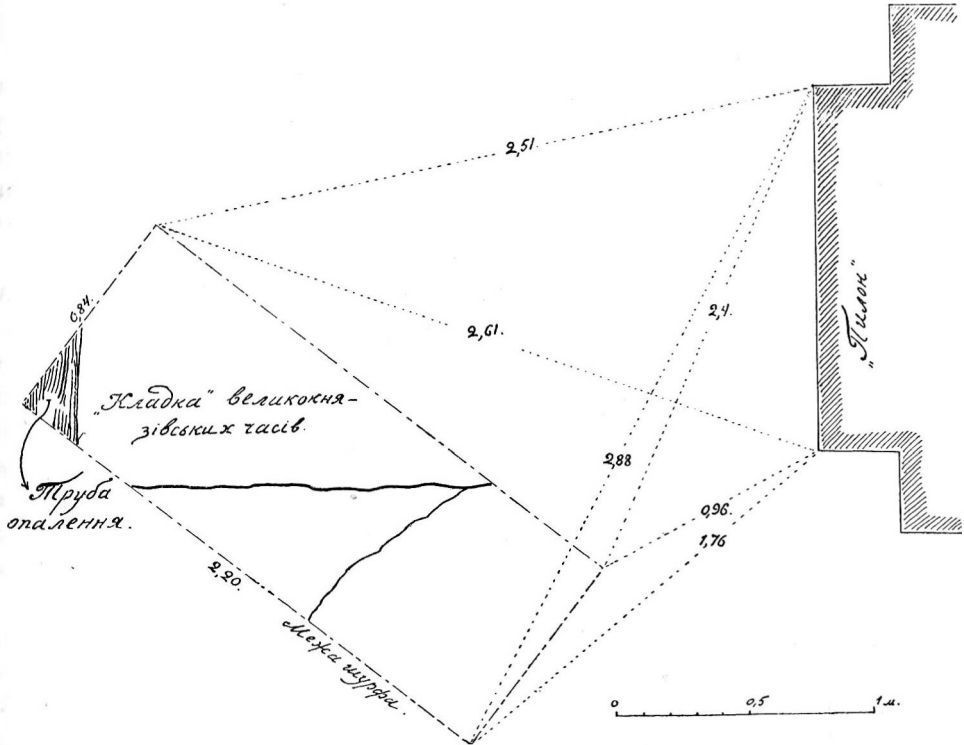 2,51.
0,84.
2,61.
2,4.
„Пилон“
„Кладка“ великокня-
зівських часів.
2,88
0,96.
1,76
Труба
опалення.
2,20.
Межа шурфа.
0 0,5 1 м.